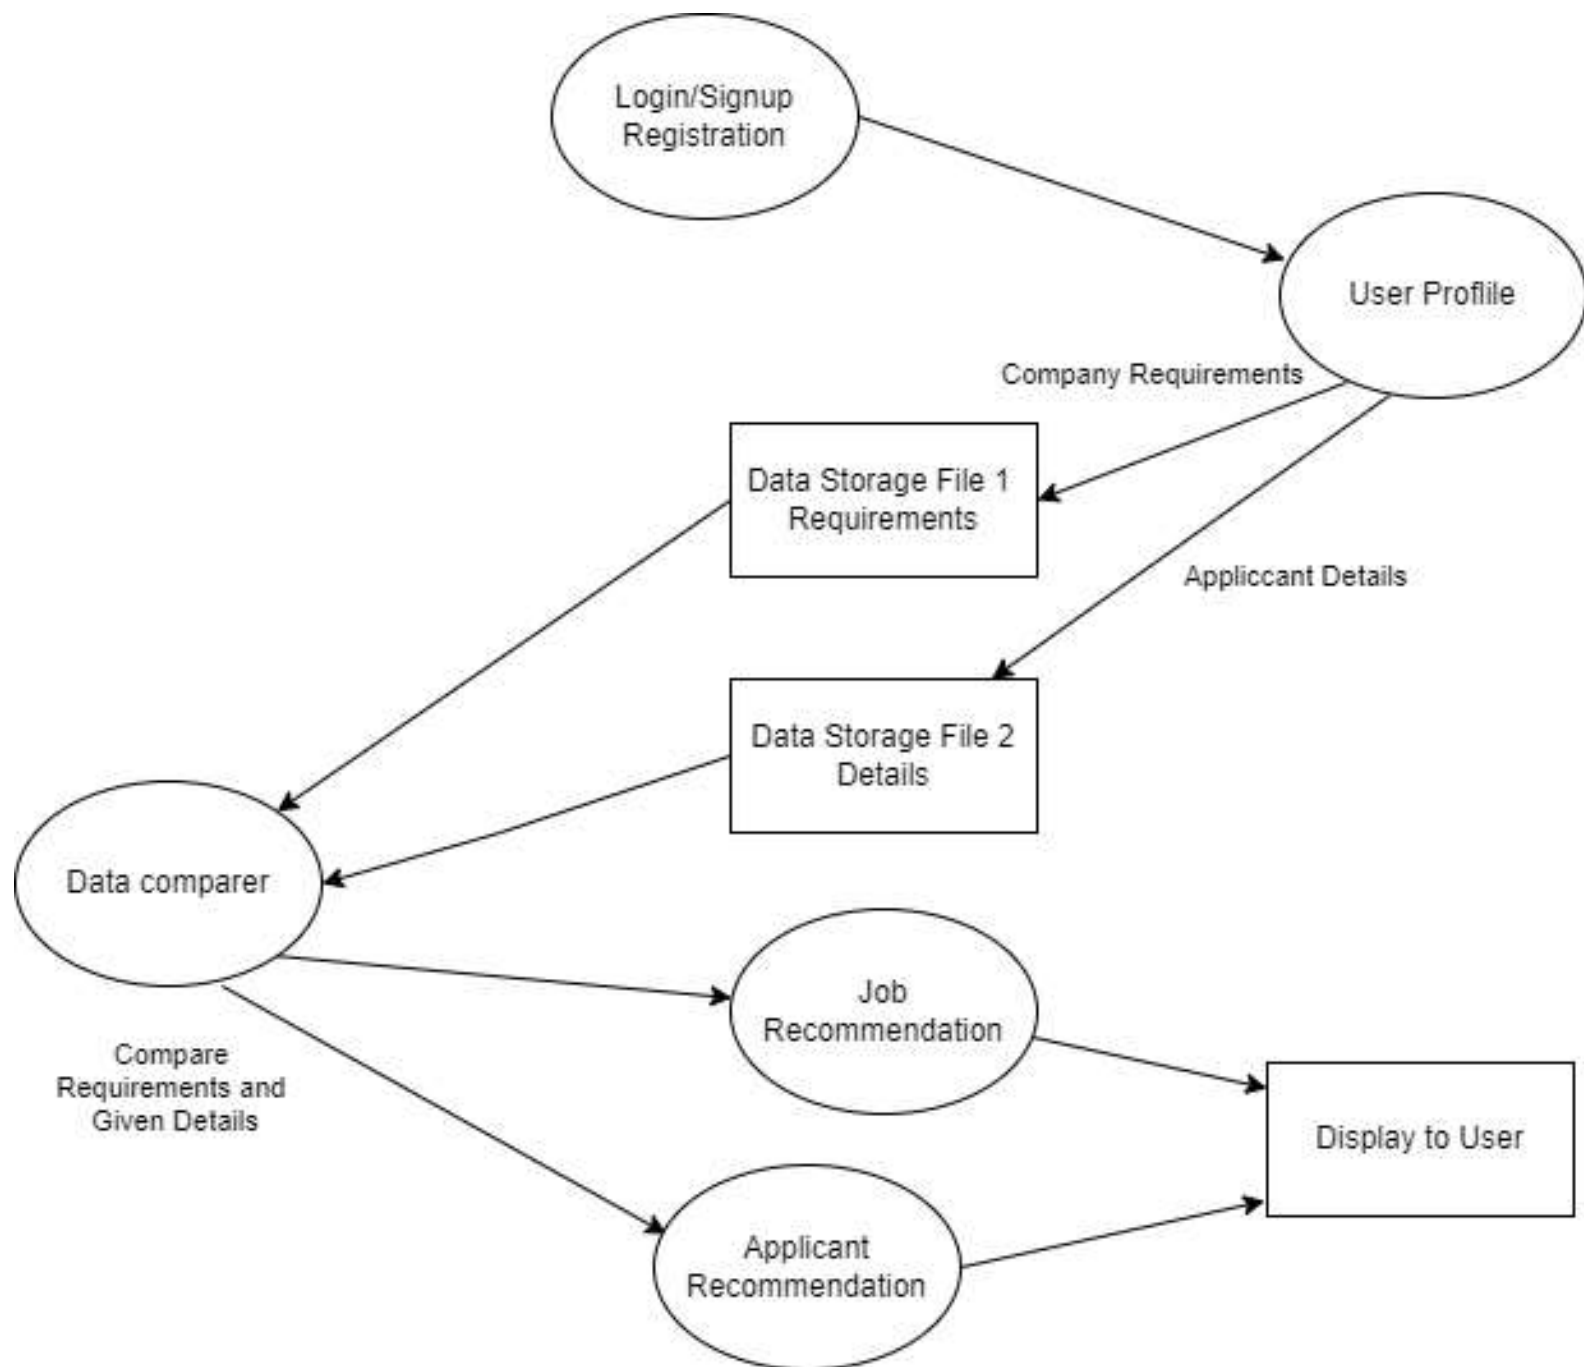 Login/Signup
Registration
User Proflile
Company Requirements
Data Storage File 1
Requirements
Appliccant Details
Data Storage File 2
Details
Data comparer
Job
Recommendation
Compare
Requirements and
Given Details
Display to User
Applicant
Recommendation